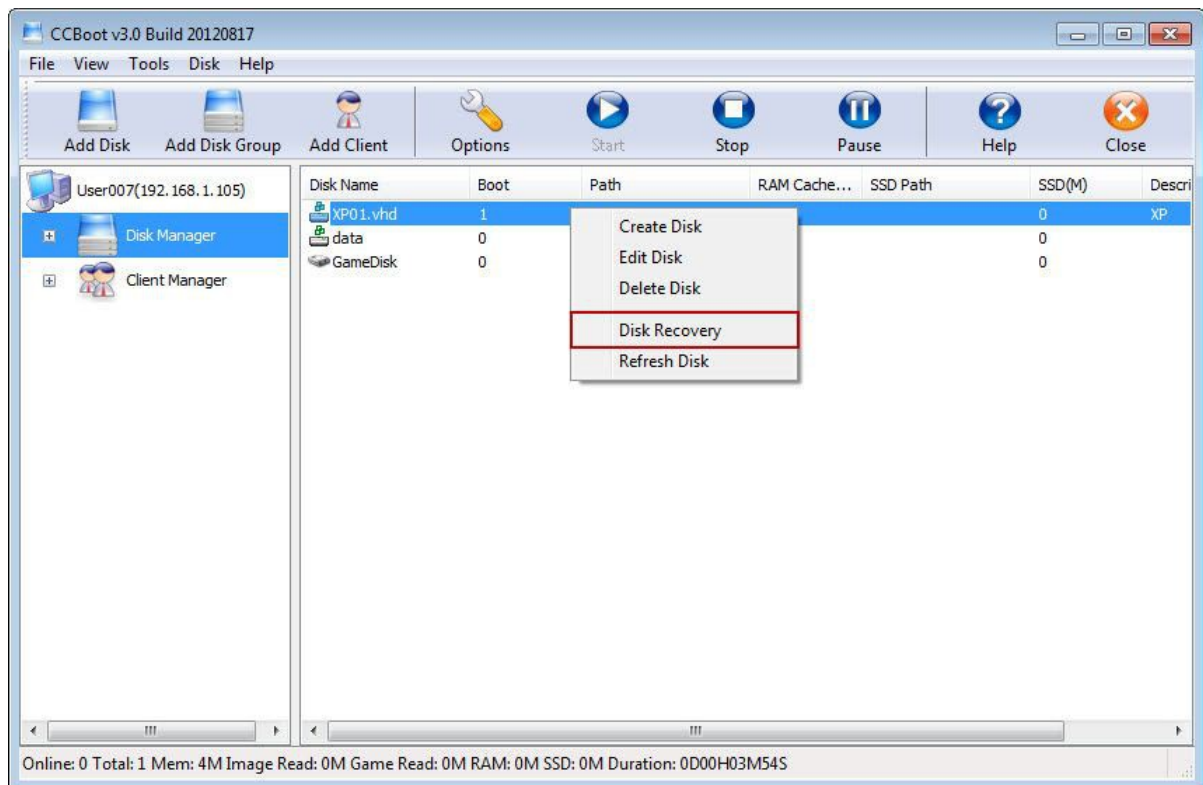 CCBoot v3.0 Build 20120817
File View Tools Disk Help
Add Disk Add Disk Group Add Client Options Start Stop Pause Help Close
User007(192.168.1.105)
Disk Manager
Client Manager
Disk Name Boot Path RAM Cache... SSD Path SSD(M) Descri
XP01.vhd 1 0 XP
data 0 0
GameDisk 0 0
Create Disk
Edit Disk
Delete Disk
Disk Recovery
Refresh Disk
Online: 0 Total: 1 Mem: 4M Image Read: 0M Game Read: 0M RAM: 0M SSD: 0M Duration: 0D00H03M54S